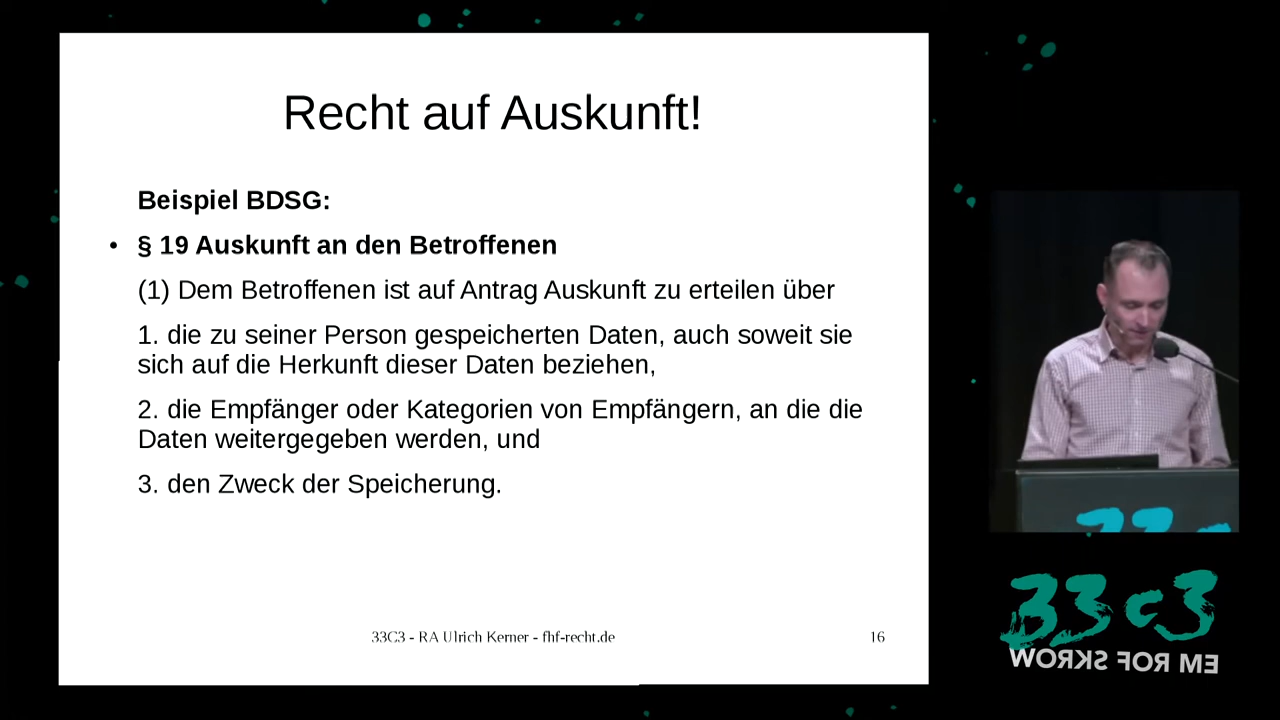 Recht auf Auskunft!
Beispiel BDSG:
• § 19 Auskunft an den Betroffenen
(1) Dem Betroffenen ist auf Antrag Auskunft zu erteilen über
1. die zu seiner Person gespeicherten Daten, auch soweit sie
sich auf die Herkunft dieser Daten beziehen,
2. die Empfänger oder Kategorien von Empfängern, an die die
Daten weitergegeben werden, und
3. den Zweck der Speicherung.
33C3 - RA Ulrich Kerner - fhf-recht.de
16
33c3
WORKS FOR ME